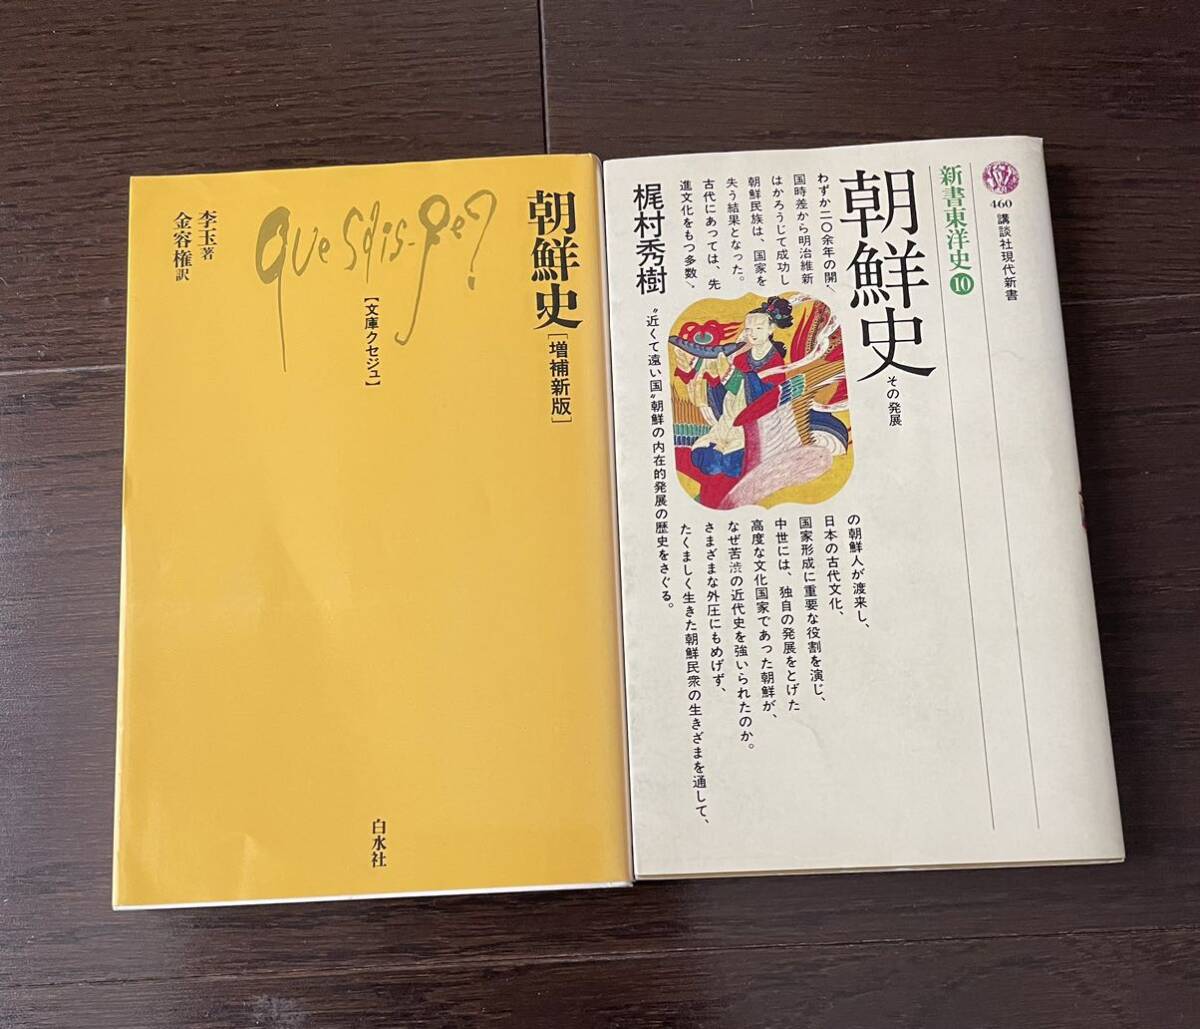 朝鮮史[増補新版]
que sais-je?
【文庫クセジュ】
李玉著
金容権訳
白水社
460 講談社現代新書
新書東洋史10
朝鮮史
その発展
わずか二〇余年の開、
国時差から明治維新
はかろうじて成功し
朝鮮民族は、国家を
失う結果となった。
古代にあっては、先
進文化をもつ多数、
梶村秀樹
の朝鮮人が渡来し、
日本の古代文化、
国家形成に重要な役割を演じ、
中世には、独自の発展をとげた
高度な文化国家であった朝鮮が、
なぜ苦渋の近代史を強いられたのか。
さまざまな外圧にもめげず、
たくましく生きた朝鮮民衆の生きざまを通して、
"近くて遠い国"朝鮮の内在的発展の歴史をさぐる。